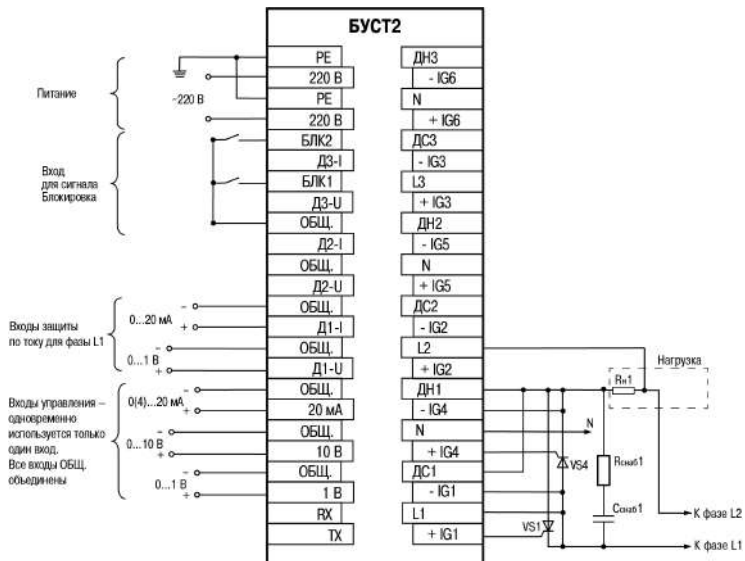 БУСТ2
PE
220 В
PE
220 В
БЛК2
Д3-I
БЛК1
Д3-U
ОБЩ.
Д2-I
ОБЩ.
Д2-U
ОБЩ.
Д1-I
ОБЩ.
Д1-U
ОБЩ.
20 мА
ОБЩ.
10 В
ОБЩ.
1 В
RX
TX
ДН3
- IG6
N
+ IG6
ДС3
- IG3
L3
+ IG3
ДН2
- IG5
N
+ IG5
ДС2
- IG2
L2
+ IG2
ДН1
- IG4
N
+ IG4
ДС1
- IG1
L1
+ IG1
Питание
~220 В
Вход
для сигнала
Блокировка
Входы защиты
по току для фазы L1
- 
0...20 мА
+
-
0...1 В
+
Входы управления –
одновременно
используется только
один вход.
Все входы ОБЩ.
объединены
-
0(4)...20 мА
+
-
0...10 В
+
-
0...1 В
+
Нагрузка
Rн1
N
VS4
Rснаб1
Cснаб1
VS1
К фазе L2
К фазе L1